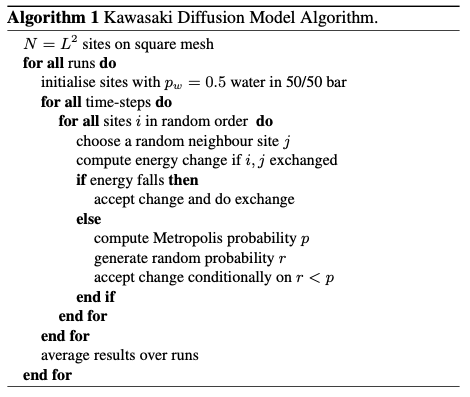 Algorithm 1 Kawasaki Diffusion Model Algorithm.
N = L² sites on square mesh
for all runs do
initialise sites with p_w = 0.5 water in 50/50 bar
for all time-steps do
for all sites i in random order do
choose a random neighbour site j
compute energy change if i, j exchanged
if energy falls then
accept change and do exchange
else
compute Metropolis probability p
generate random probability r
accept change conditionally on r < p
end if
end for
end for
average results over runs
end for